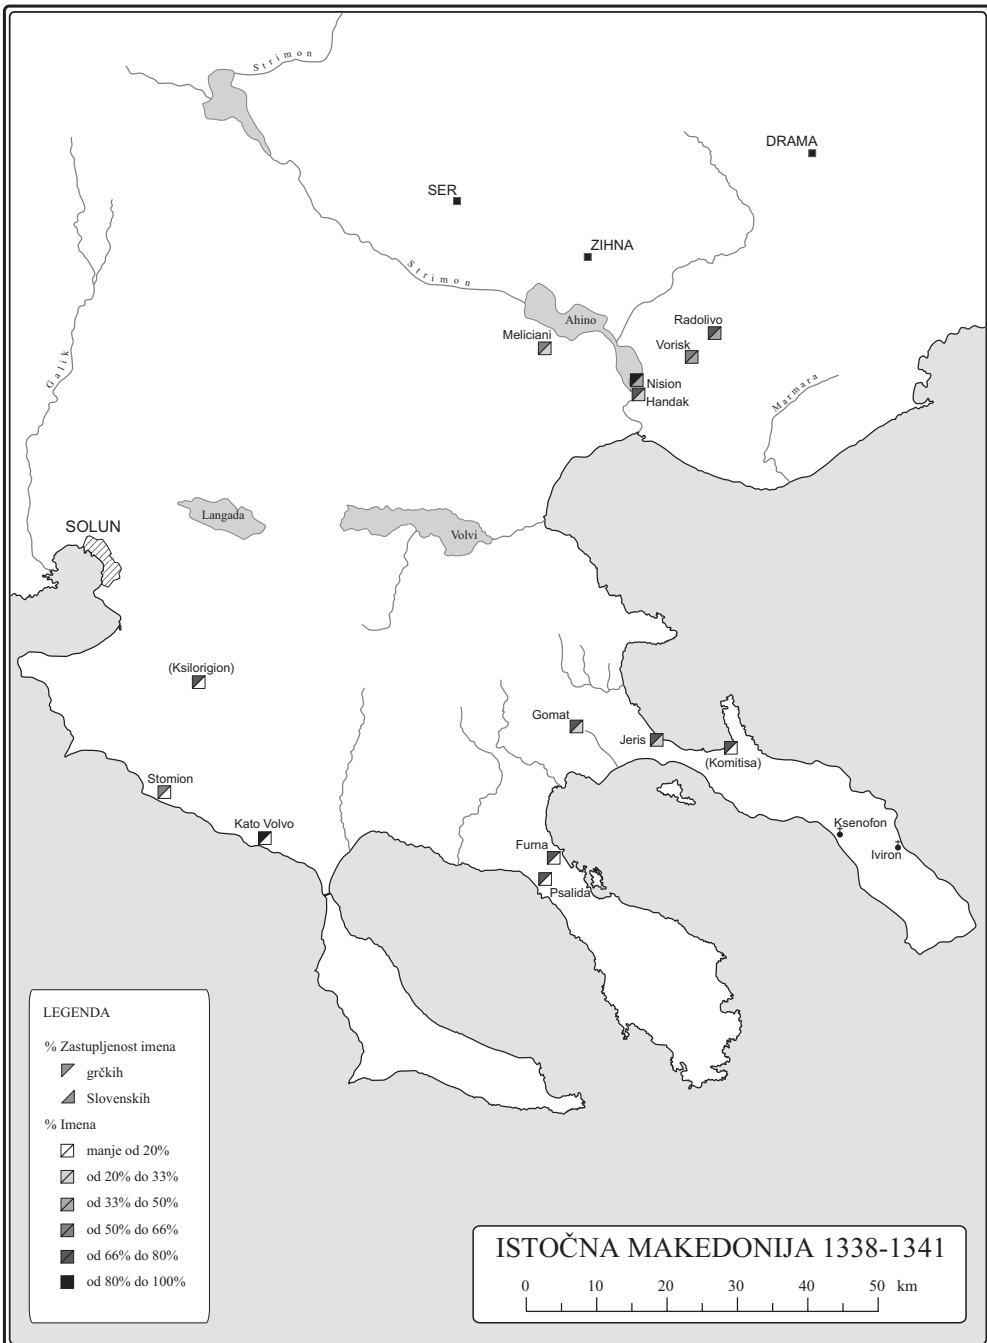 Strimon
DRAMA
SER
ZIHNA
Strimon
Ahino
Radolivo
Meliciani
Vorisk
Galik
Nision
Marmara
Handak
Langada
SOLUN
Volvi
(Ksilorigion)
Gomat
Jeris
(Komitisa)
Stomion
Kato Volvo
Ksenofon
Furna
Iviron
Psalida
LEGENDA
% Zastupljenost imena
grčkih
Slovenskih
% Imena
manje od 20%
od 20% do 33%
od 33% do 50%
od 50% do 66%
od 66% do 80%
od 80% do 100%
ISTOČNA MAKEDONIJA 1338-1341
0 10 20 30 40 50 km